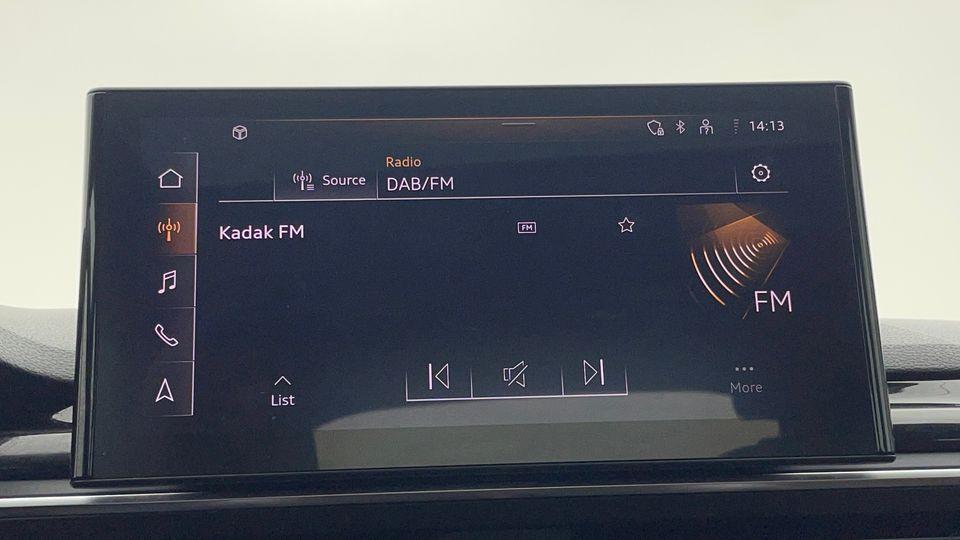 14:13
Radio
Source
DAB/FM
Kadak FM
FM
FM
List
More